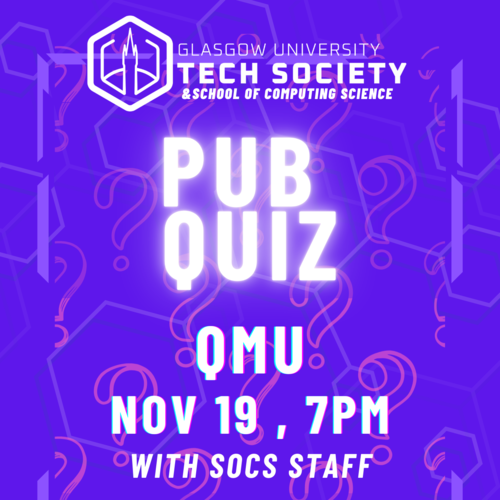 GLASGOW UNIVERSITY
TECH SOCIETY
&SCHOOL OF COMPUTING SCIENCE
PUB
QUIZ
QMU
NOV 19 , 7PM
WITH SOCS STAFF